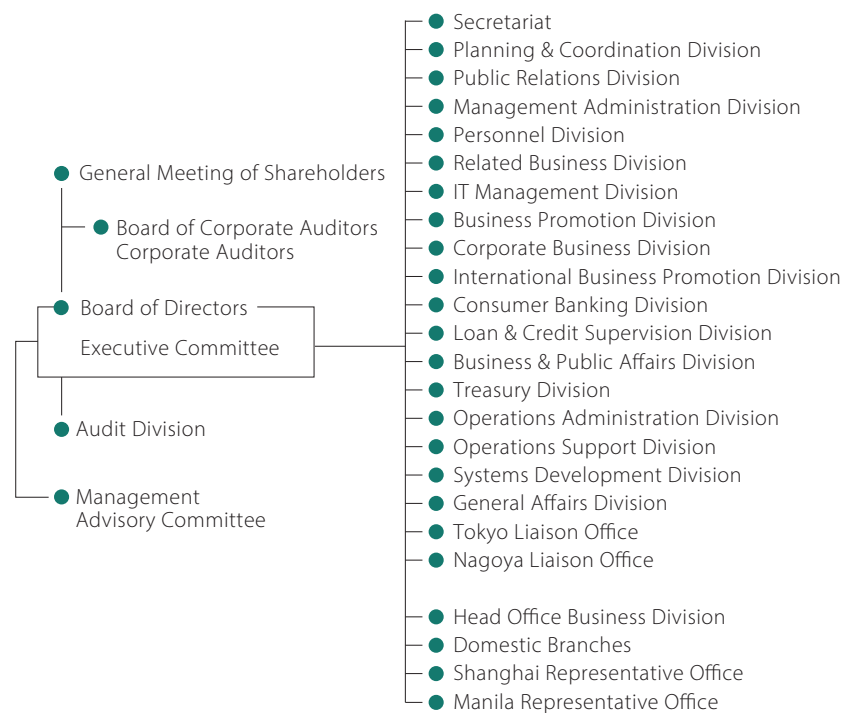 General Meeting of Shareholders
Board of Corporate Auditors
Corporate Auditors
Board of Directors
Executive Committee
Audit Division
Management
Advisory Committee
Secretariat
Planning & Coordination Division
Public Relations Division
Management Administration Division
Personnel Division
Related Business Division
IT Management Division
Business Promotion Division
Corporate Business Division
International Business Promotion Division
Consumer Banking Division
Loan & Credit Supervision Division
Business & Public Affairs Division
Treasury Division
Operations Administration Division
Operations Support Division
Systems Development Division
General Affairs Division
Tokyo Liaison Office
Nagoya Liaison Office
Head Office Business Division
Domestic Branches
Shanghai Representative Office
Manila Representative Office